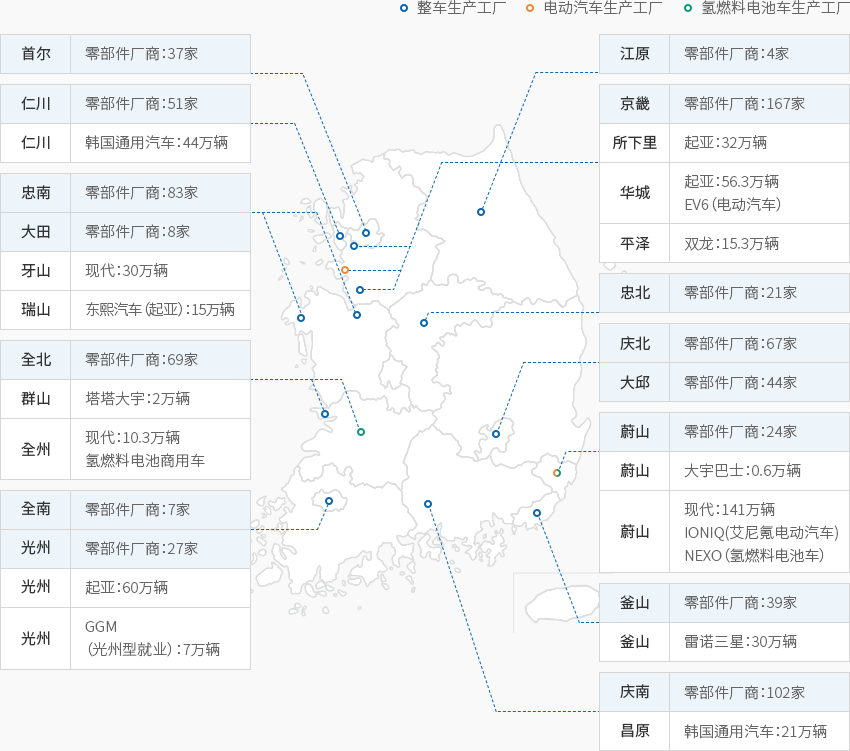 整车生产工厂 电动汽车生产工厂 氢燃料电池车生产工厂
首尔 零部件厂商：37家
仁川 零部件厂商：51家
仁川 韩国通用汽车：44万辆
忠南 零部件厂商：83家
大田 零部件厂商：8家
牙山 现代：30万辆
瑞山 东熙汽车（起亚）：15万辆
全北 零部件厂商：69家
群山 塔塔大宇：2万辆
全州 现代：10.3万辆
氢燃料电池商用车
全南 零部件厂商：7家
光州 零部件厂商：27家
光州 起亚：60万辆
光州 GGM
（光州型就业）：7万辆
江原 零部件厂商：4家
京畿 零部件厂商：167家
所下里 起亚：32万辆
华城 起亚：56.3万辆
EV6（电动汽车）
平泽 双龙：15.3万辆
忠北 零部件厂商：21家
庆北 零部件厂商：67家
大邱 零部件厂商：44家
蔚山 零部件厂商：24家
蔚山 大宇巴士：0.6万辆
蔚山 现代：141万辆
IONIQ(艾尼氪电动汽车)
NEXO（氢燃料电池车）
釜山 零部件厂商：39家
釜山 雷诺三星：30万辆
庆南 零部件厂商：102家
昌原 韩国通用汽车：21万辆